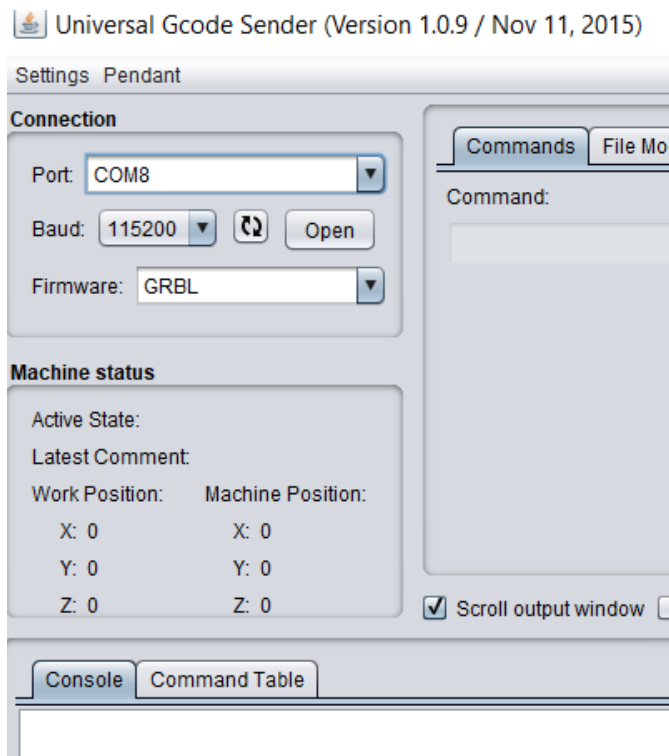 Universal Gcode Sender (Version 1.0.9 / Nov 11, 2015)
Settings Pendant
Connection
Port: COM8
Baud: 115200 Open
Firmware: GRBL
Commands File Mo
Command:
Machine status
Active State:
Latest Comment:
Work Position: Machine Position:
X: 0 X: 0
Y: 0 Y: 0
Z: 0 Z: 0
Scroll output window
Console Command Table